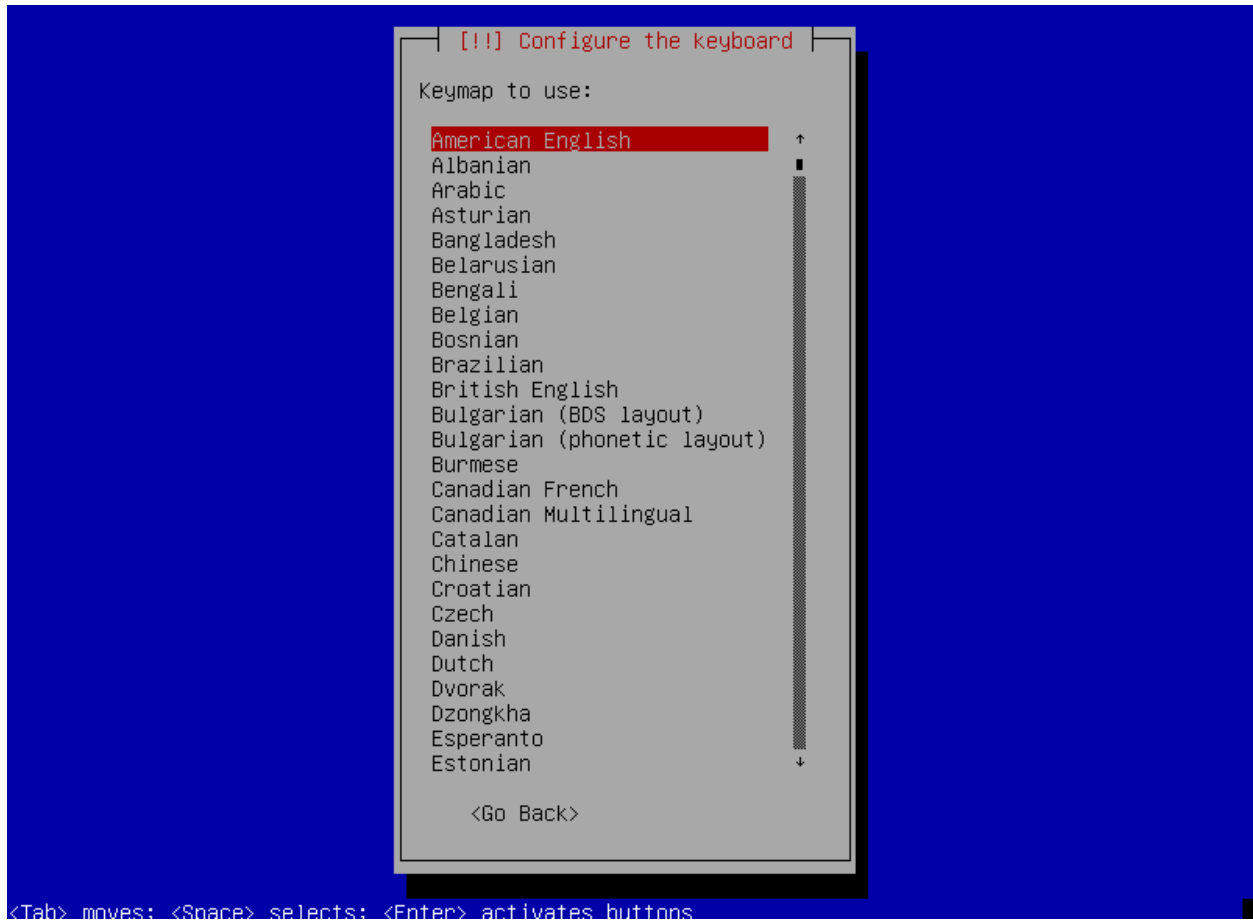 [!!] Configure the keyboard
Keymap to use:
American English
Albanian
Arabic
Asturian
Bangladesh
Belarusian
Bengali
Belgian
Bosnian
Brazilian
British English
Bulgarian (BDS layout)
Bulgarian (phonetic layout)
Burmese
Canadian French
Canadian Multilingual
Catalan
Chinese
Croatian
Czech
Danish
Dutch
Dvorak
Dzongkha
Esperanto
Estonian
<Go Back>
<Tab> moves; <Space> selects; <Enter> activates buttons